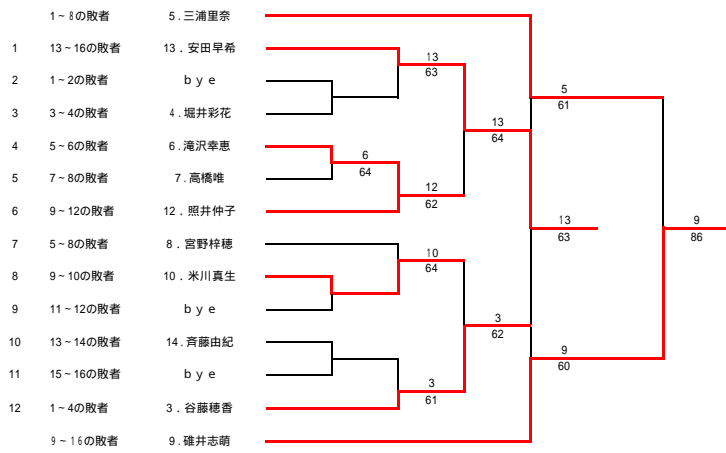 1~8の敗者 5.三浦里奈
1 13~16の敗者 13.安田早希
2 1~2の敗者 bye
3 3~4の敗者 4.堀井彩花
4 5~6の敗者 6.滝沢幸恵
5 7~8の敗者 7.高橋唯
6 9~12の敗者 12.照井仲子
7 5~8の敗者 8.宮野梓穂
8 9~10の敗者 10.米川真生
9 11~12の敗者 bye
10 13~14の敗者 14.斉藤由紀
11 15~16の敗者 bye
12 1~4の敗者 3.谷藤穂香
9~16の敗者 9.碓井志萌
13
63
6
64
12
62
10
64
3
61
13
64
3
62
5
61
13
63
9
60
9
86